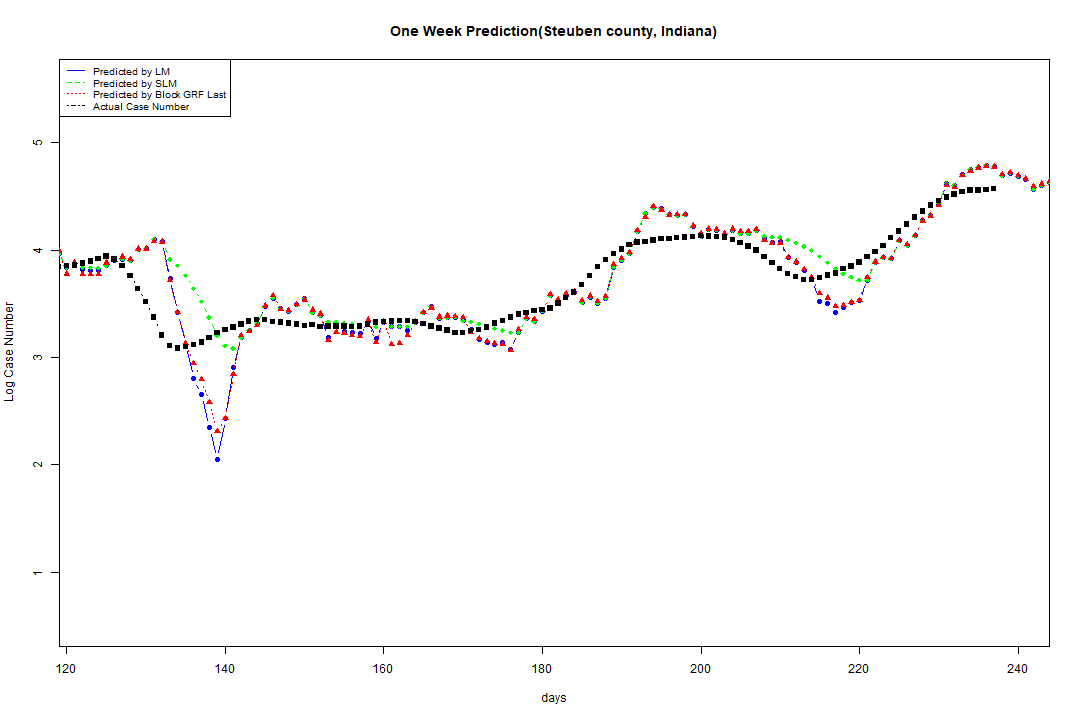 One Week Prediction(Steuben county, Indiana)
Predicted by LM
Predicted by SLM
Predicted by Block GRF Last
Actual Case Number
5
4
3
2
1
Log Case Number
120 140 160 180 200 220 240
days